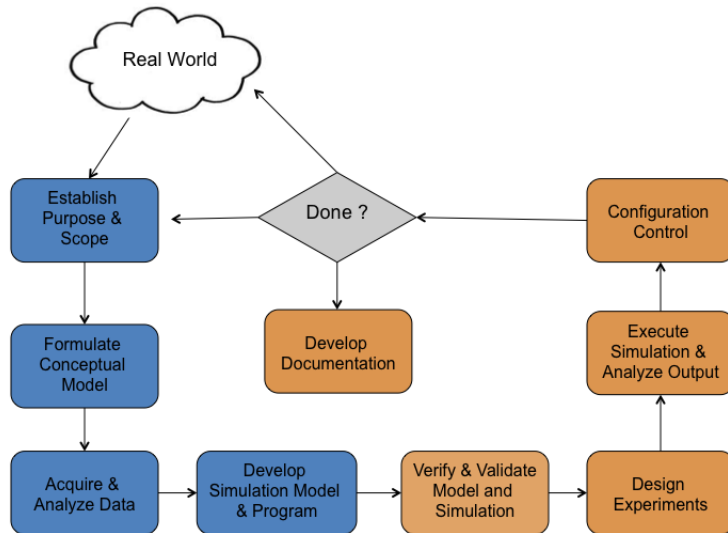 Real World
Establish
Purpose &
Scope
Done ?
Configuration
Control
Formulate
Conceptual
Model
Develop
Documentation
Execute
Simulation &
Analyze Output
Acquire &
Analyze Data
Develop
Simulation Model
& Program
Verify & Validate
Model and
Simulation
Design
Experiments